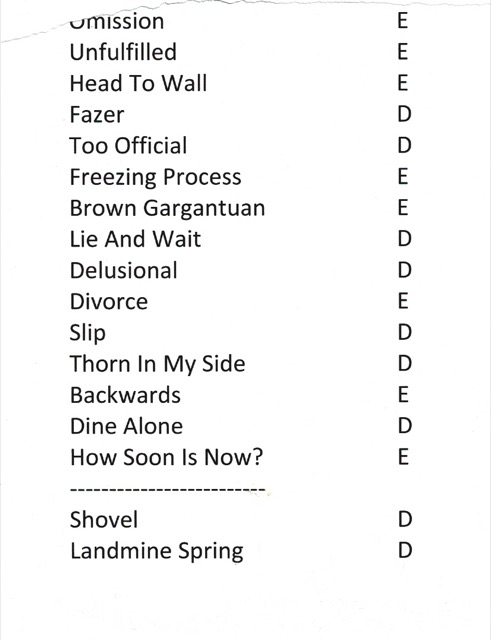 Omission E
Unfulfilled E
Head To Wall E
Fazer D
Too Official D
Freezing Process E
Brown Gargantuan E
Lie And Wait D
Delusional D
Divorce E
Slip D
Thorn In My Side D
Backwards E
Dine Alone D
How Soon Is Now? E
-------------------------
Shovel D
Landmine Spring D